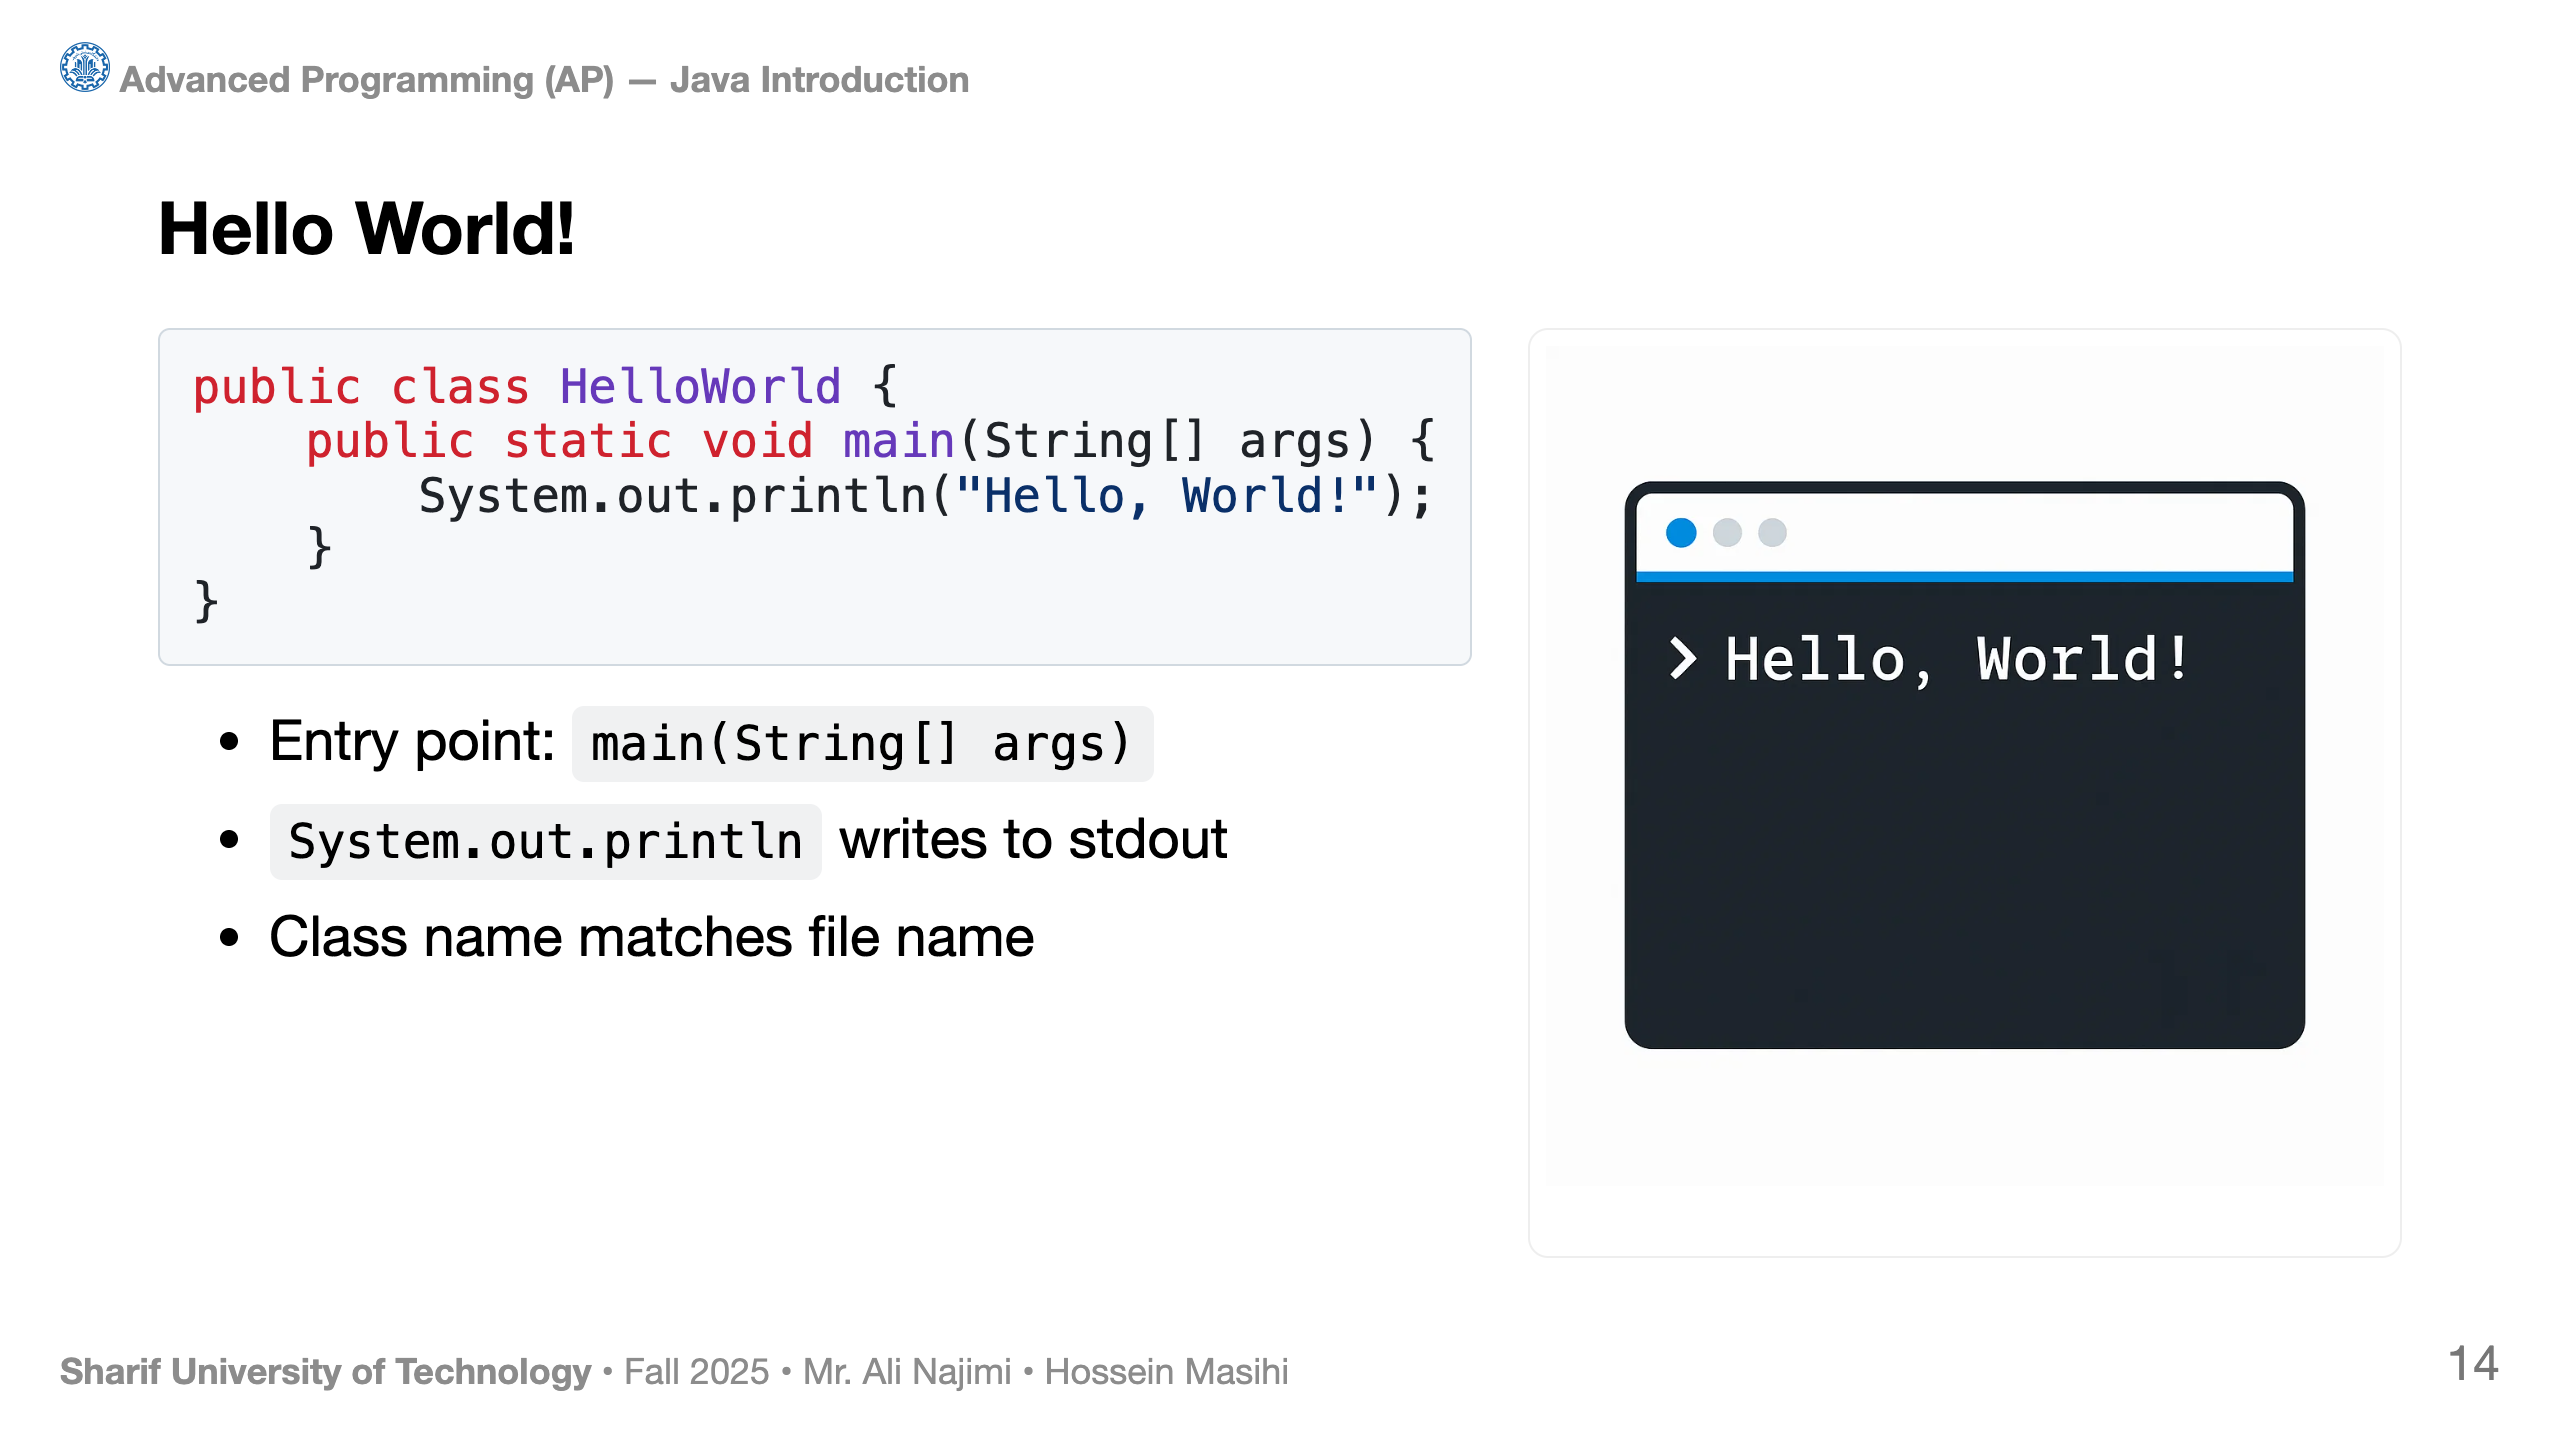 Advanced Programming (AP) — Java Introduction
Hello World!
public class HelloWorld {
    public static void main(String[] args) {
        System.out.println("Hello, World!");
    }
}
• Entry point: main(String[] args)
• System.out.println writes to stdout
• Class name matches file name
> Hello, World!
Sharif University of Technology • Fall 2025 • Mr. Ali Najimi • Hossein Masihi
14